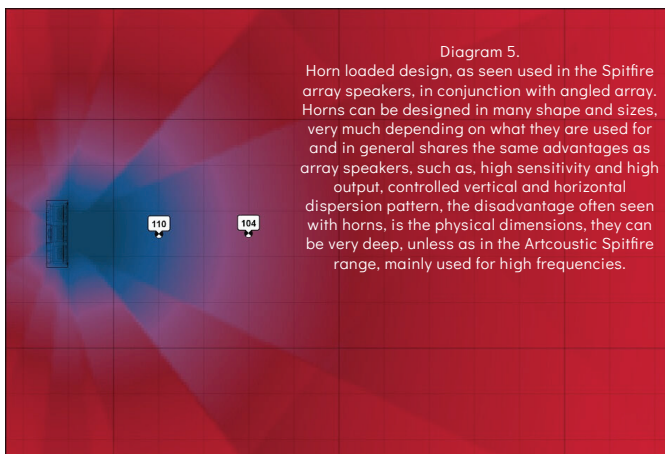 Diagram 5.
Horn loaded design, as seen used in the Spitfire
array speakers, in conjunction with angled array.
Horns can be designed in many shape and sizes,
very much depending on what they are used for
and in general shares the same advantages as
array speakers, such as, high sensitivity and high
output, controlled vertical and horizontal
dispersion pattern, the disadvantage often seen
with horns, is the physical dimensions, they can
be very deep, unless as in the Artcoustic Spitfire
range, mainly used for high frequencies.
110
104